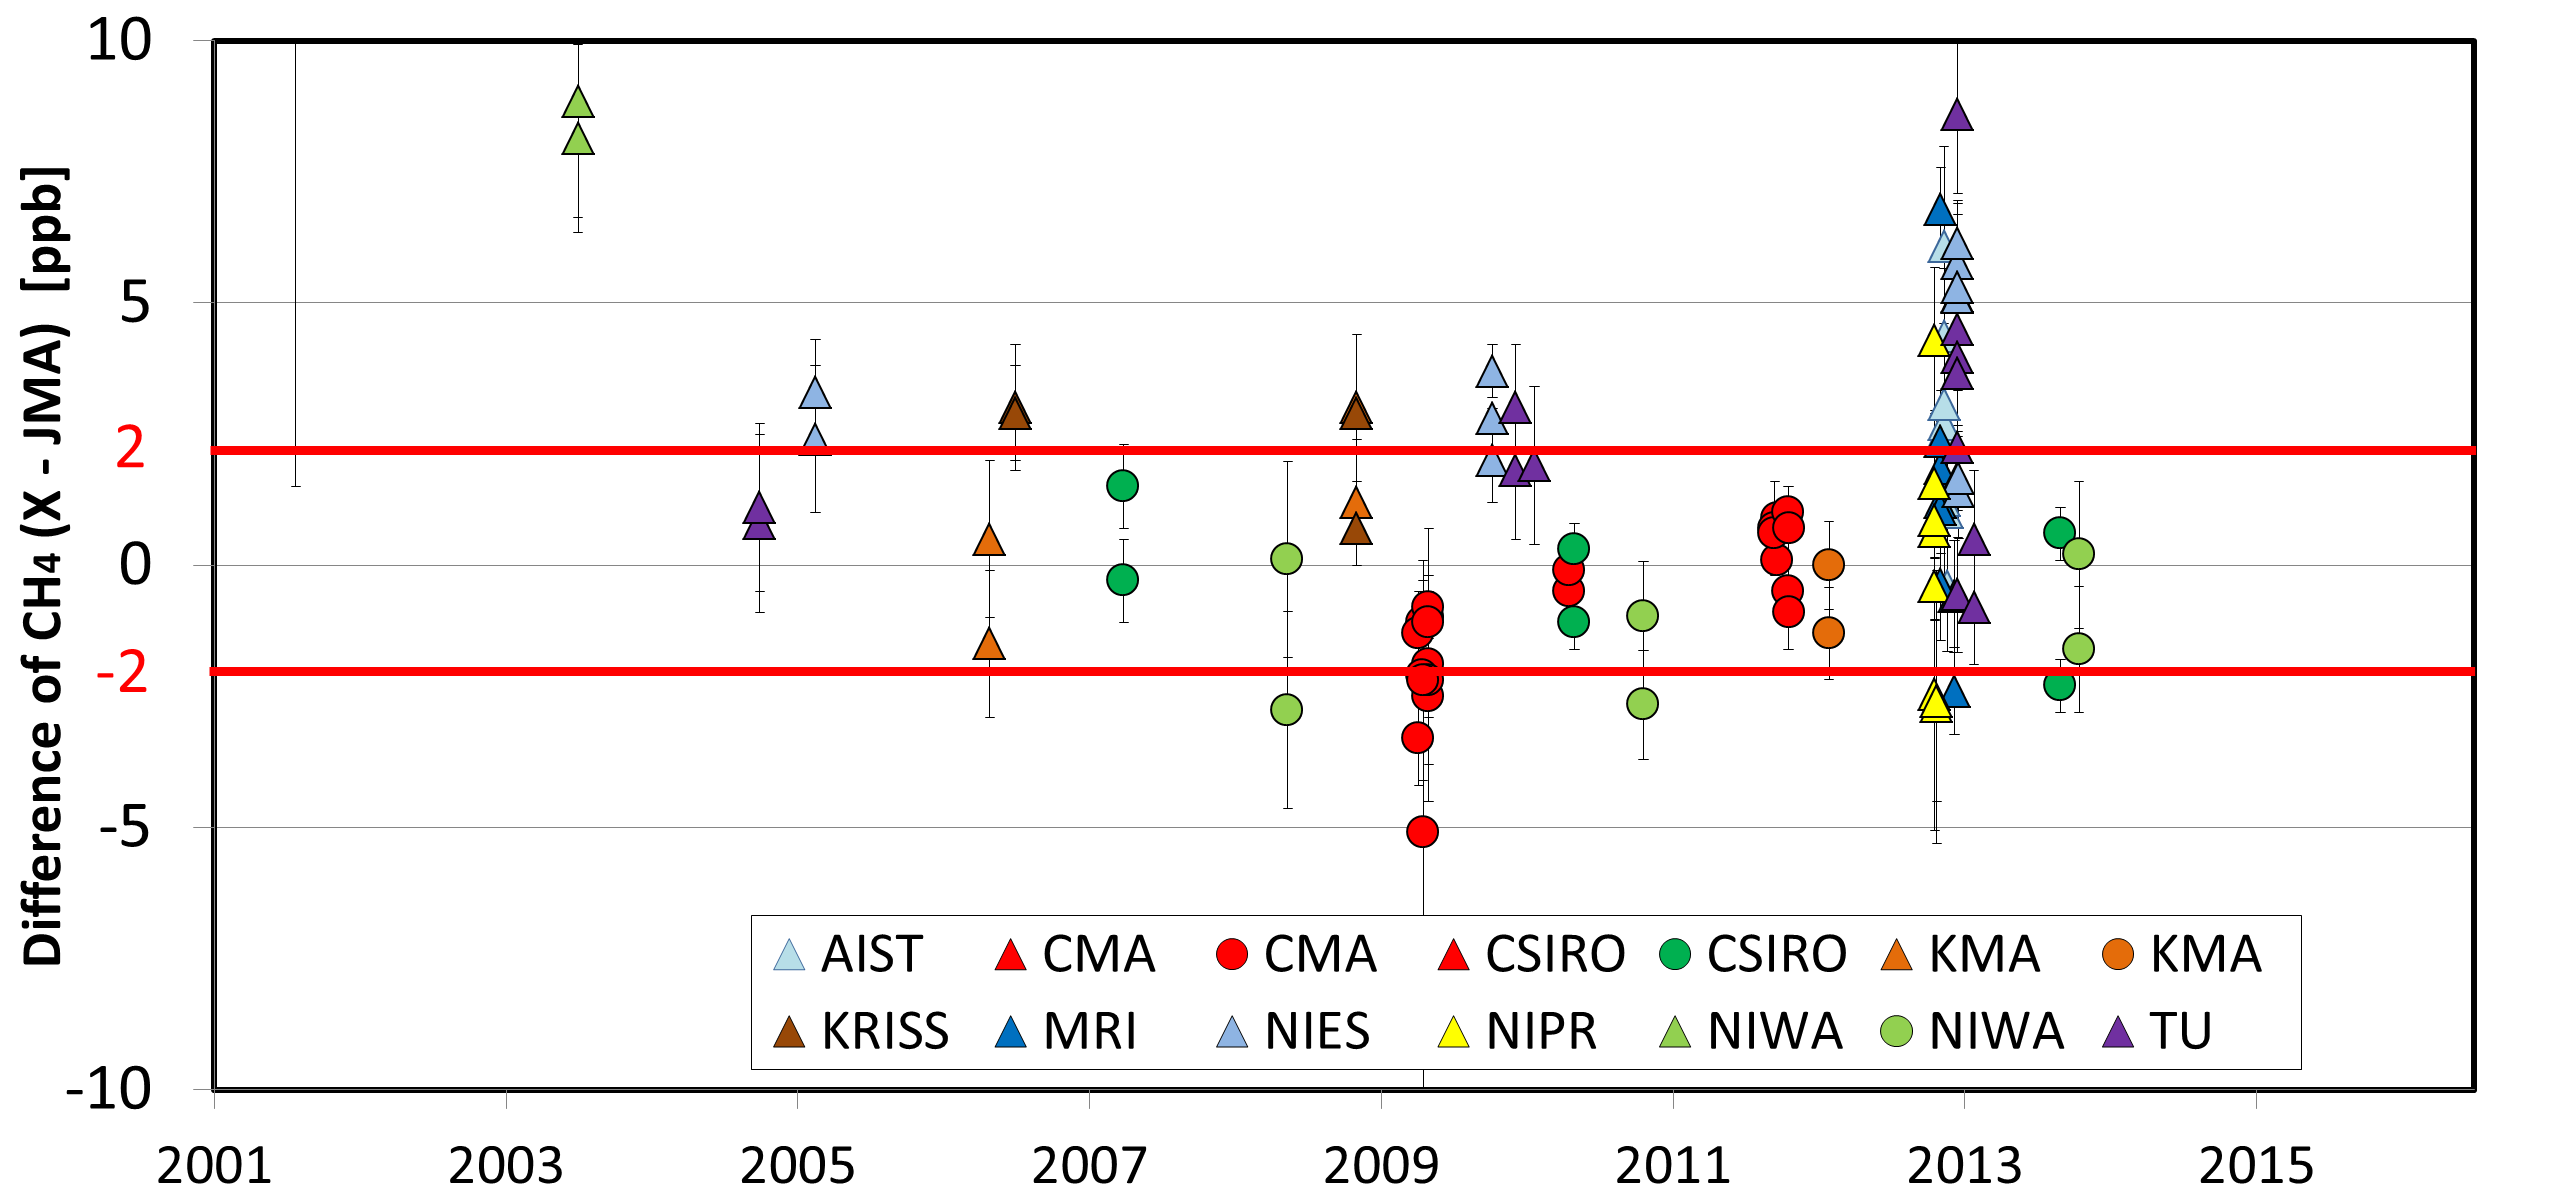 Difference of CH4 (X - JMA) [ppb]
10
5
2
0
-2
-5
-10
AIST CMA CMA CSIRO CSIRO KMA KMA
KRISS MRI NIES NIPR NIWA NIWA TU
2001 2003 2005 2007 2009 2011 2013 2015